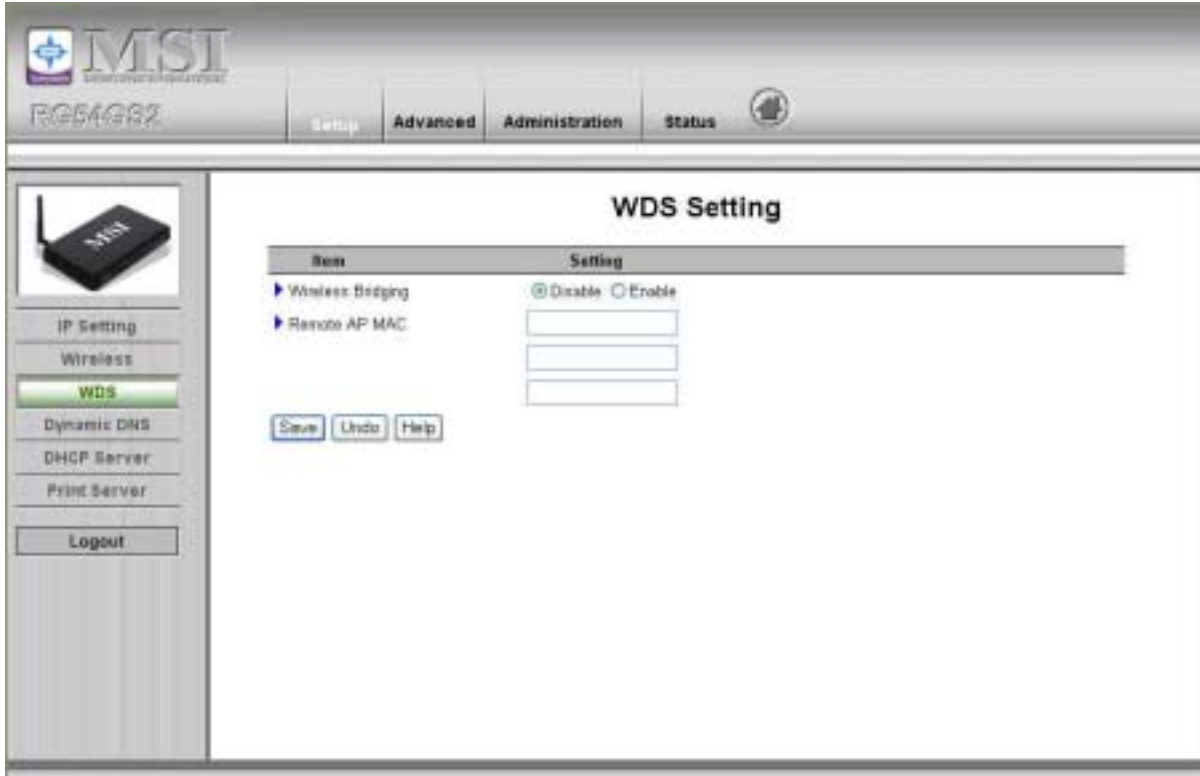 MSI
RG54GS2
Setup
Advanced
Administration
Status
MSI
WDS Setting
Item Setting
Wireless Bridging Disable Enable
Remote AP MAC
IP Setting
Wireless
WDS
Dynamic DNS
DHCP Server
Print Server
Logout
Save Undo Help